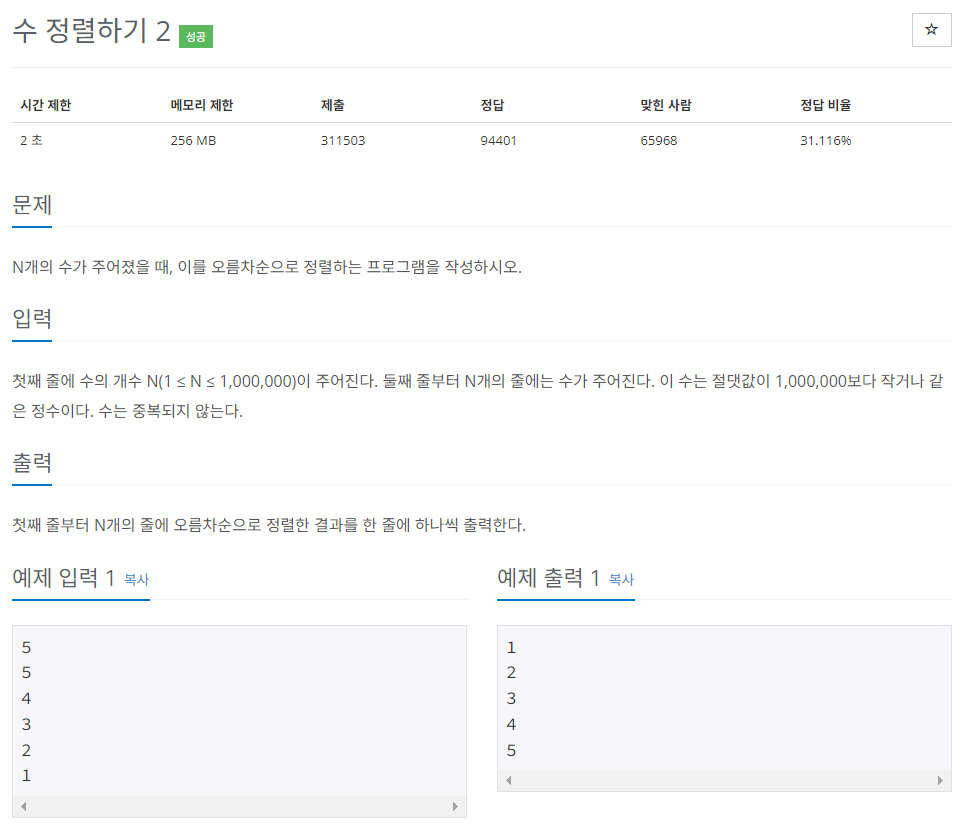 수 정렬하기 2 성공
☆
시간 제한 메모리 제한 제출 정답 맞힌 사람 정답 비율
2 초 256 MB 311503 94401 65968 31.116%
문제
N개의 수가 주어졌을 때, 이를 오름차순으로 정렬하는 프로그램을 작성하시오.
입력
첫째 줄에 수의 개수 N(1 ≤ N ≤ 1,000,000)이 주어진다. 둘째 줄부터 N개의 줄에는 수가 주어진다. 이 수는 절댓값이 1,000,000보다 작거나 같
은 정수이다. 수는 중복되지 않는다.
출력
첫째 줄부터 N개의 줄에 오름차순으로 정렬한 결과를 한 줄에 하나씩 출력한다.
예제 입력 1 복사
5
5
4
3
2
1
예제 출력 1 복사
1
2
3
4
5